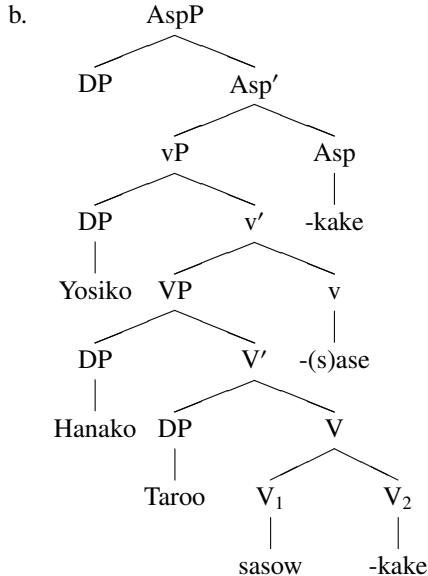 b. AspP
DP Asp′
vP Asp
DP v′ -kake
Yosiko VP v
DP V′ -(s)ase
Hanako DP V
Taroo V₁ V₂
sasow -kake